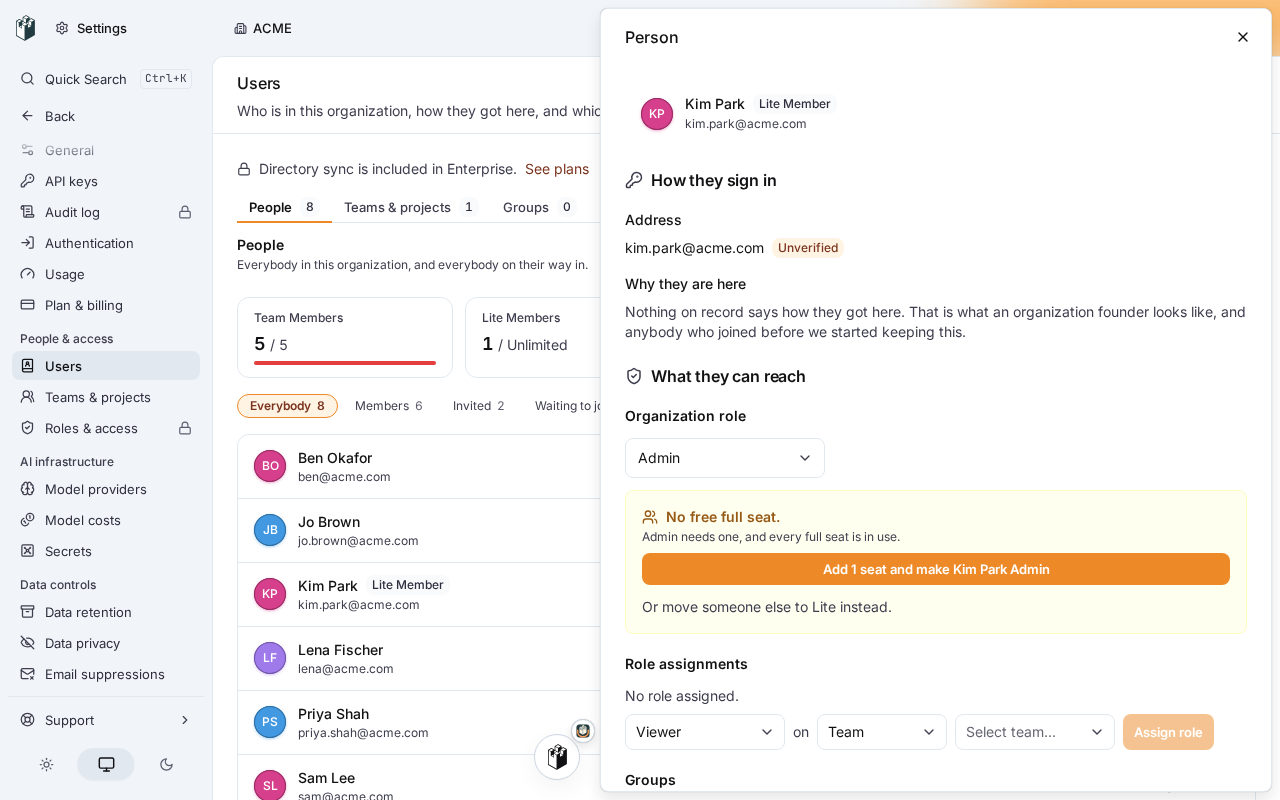 Settings
ACME
Quick Search Ctrl+K
Back
General
API keys
Audit log
Authentication
Usage
Plan & billing
People & access
Users
Teams & projects
Roles & access
AI infrastructure
Model providers
Model costs
Secrets
Data controls
Data retention
Data privacy
Email suppressions
Support
Users
Who is in this organization, how they got here, and
Directory sync is included in Enterprise. See plans
People 8 Teams & projects 1 Groups 0
People
Everybody in this organization, and everybody on their way in.
Team Members
5 / 5
Lite Members
1 / Unlimited
Everybody 8 Members 6 Invited 2 Waiting to
BO
Ben Okafor
ben@acme.com
JB
Jo Brown
jo.brown@acme.com
KP
Kim Park Lite Member
kim.park@acme.com
LF
Lena Fischer
lena@acme.com
PS
Priya Shah
priya.shah@acme.com
SL
Sam Lee
sam@acme.com
Person
KP
Kim Park Lite Member
kim.park@acme.com
How they sign in
Address
kim.park@acme.com Unverified
Why they are here
Nothing on record says how they got here. That is what an organization founder looks like, and
anybody who joined before we started keeping this.
What they can reach
Organization role
Admin
No free full seat.
Admin needs one, and every full seat is in use.
Add 1 seat and make Kim Park Admin
Or move someone else to Lite instead.
Role assignments
No role assigned.
Viewer on Team Select team... Assign role
Groups